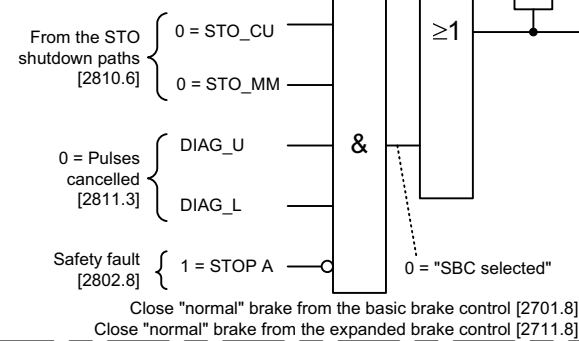 From the STO
shutdown paths
[2810.6]
0 = STO_CU
0 = STO_MM
≥1
0 = Pulses
cancelled
[2811.3]
DIAG_U
DIAG_L
&
Safety fault
[2802.8]
1 = STOP A
0 = "SBC selected"
Close "normal" brake from the basic brake control [2701.8]
Close "normal" brake from the expanded brake control [2711.8]